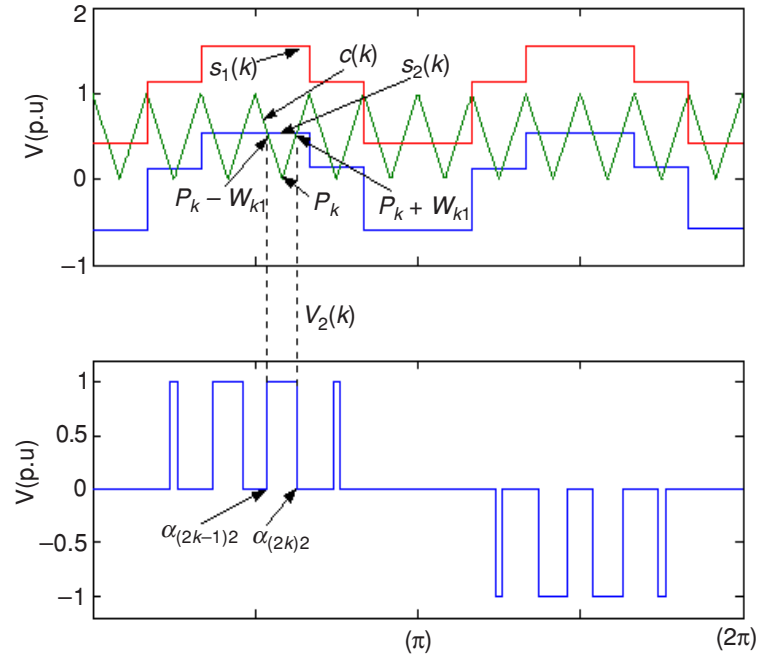 2
s₁(k)
c(k)
s₂(k)
1
V(p.u)
0
Pₖ − Wₖ₁
Pₖ
Pₖ + Wₖ₁
−1
V₂(k)
1
0.5
V(p.u)
0
α₍₂ₖ₋₁₎₂
α₍₂ₖ₎₂
−0.5
−1
(π)
(2π)